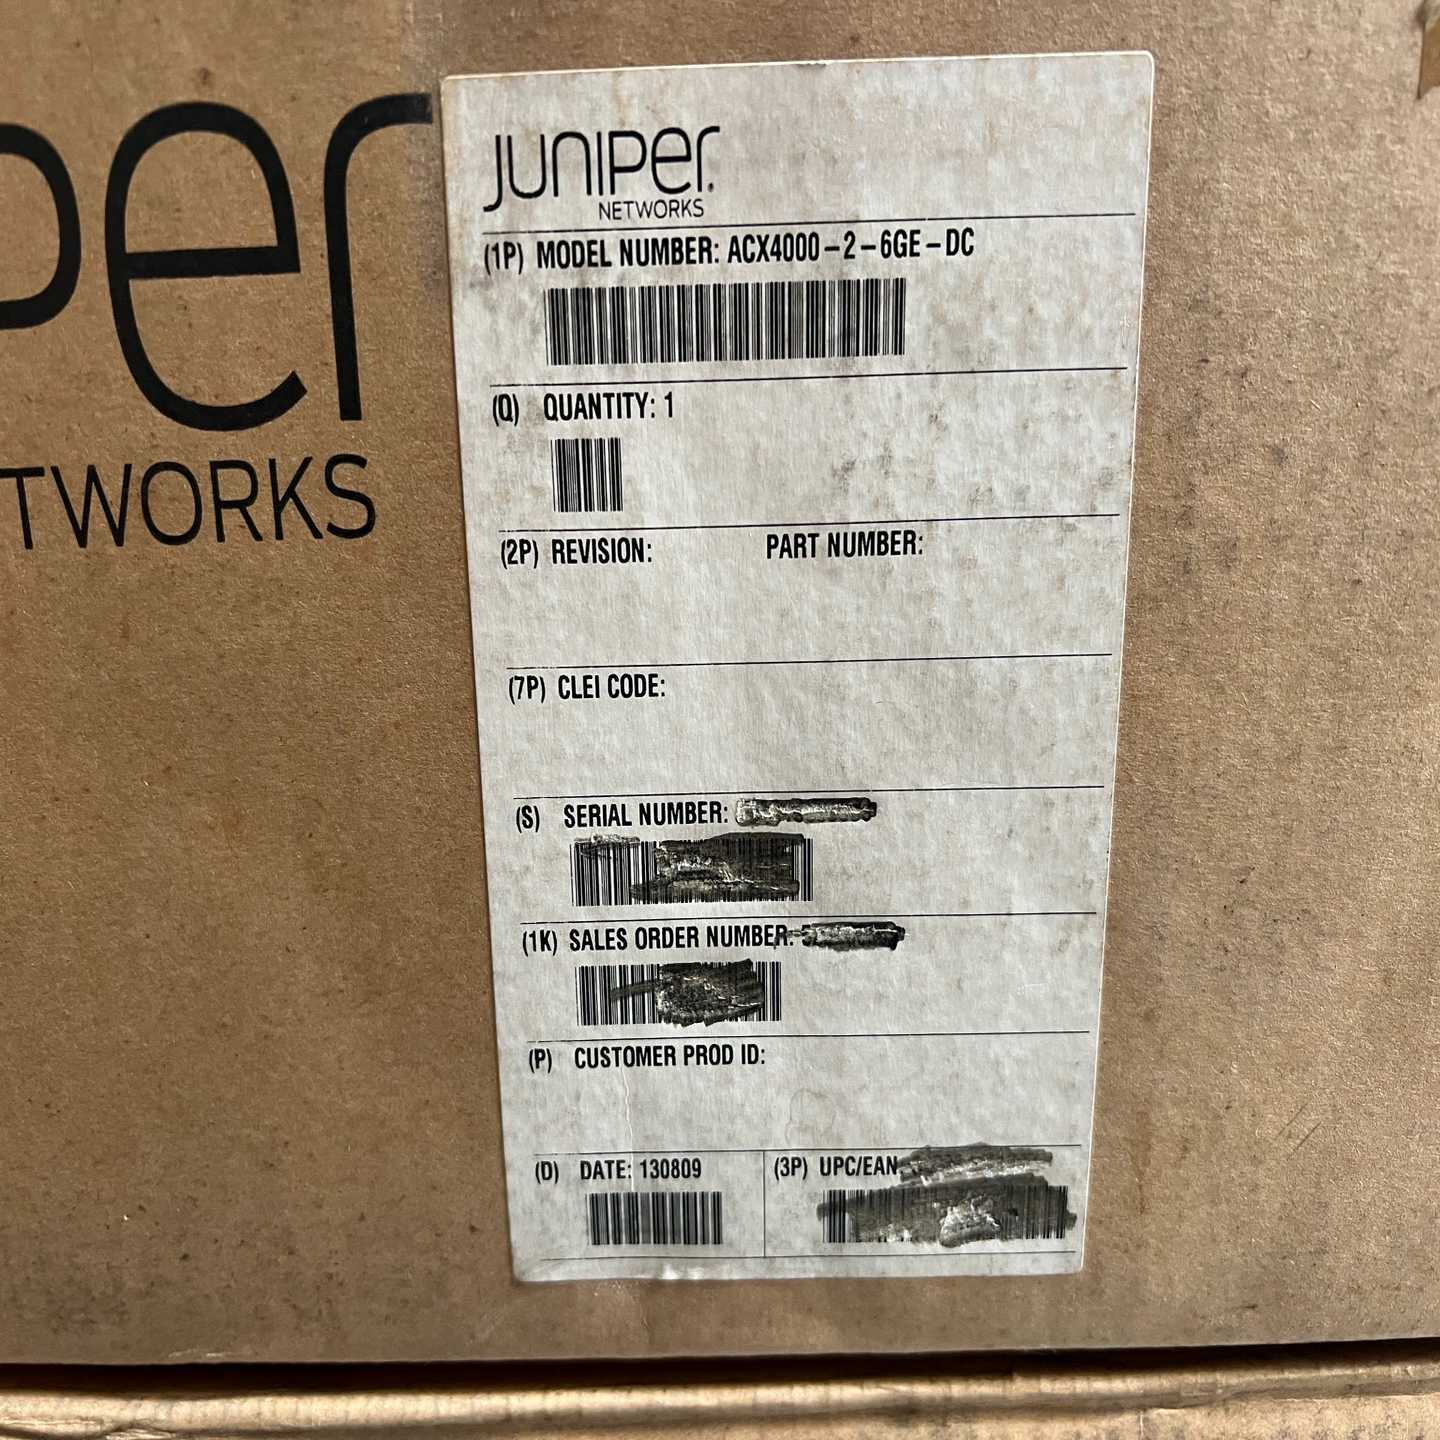 per
TWORKS
JUNIPer
NETWORKS
(1P) MODEL NUMBER: ACX4000-2-6GE-DC
(Q) QUANTITY: 1
(2P) REVISION: PART NUMBER:
(7P) CLEI CODE:
(S) SERIAL NUMBER:
(1K) SALES ORDER NUMBER:
(P) CUSTOMER PROD ID:
(D) DATE: 130809
(3P) UPC/EAN